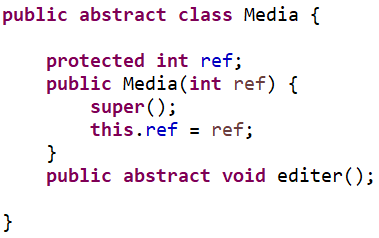 public abstract class Media {
protected int ref;
public Media(int ref) {
super();
this.ref = ref;
}
public abstract void editer();
}